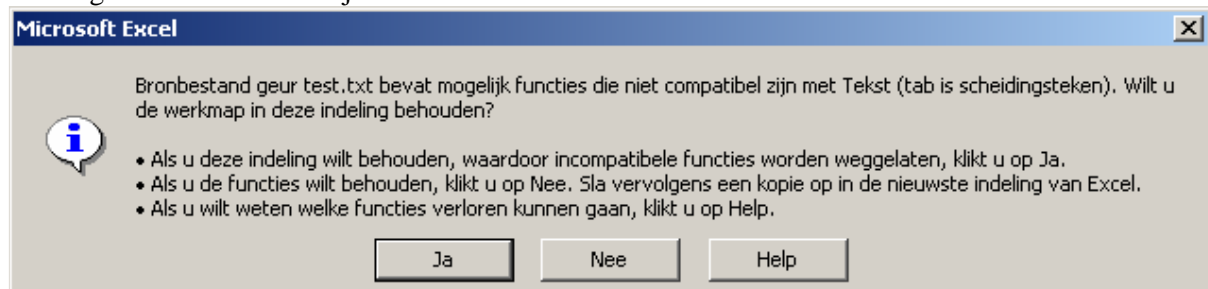 Microsoft Excel
Bronbestand geur test.txt bevat mogelijk functies die niet compatibel zijn met Tekst (tab is scheidingsteken). Wilt u
de werkmap in deze indeling behouden?
• Als u deze indeling wilt behouden, waardoor incompatibele functies worden weggelaten, klikt u op Ja.
• Als u de functies wilt behouden, klikt u op Nee. Sla vervolgens een kopie op in de nieuwste indeling van Excel.
• Als u wilt weten welke functies verloren kunnen gaan, klikt u op Help.
Ja Nee Help